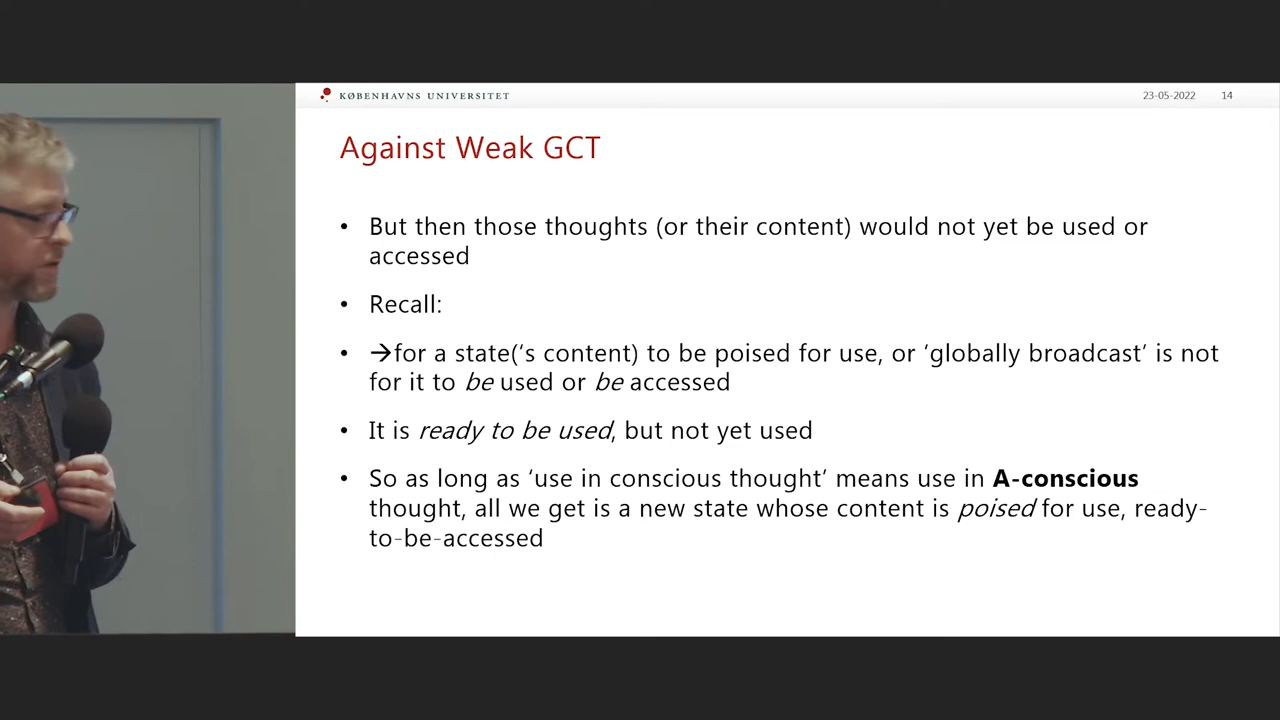 KØBENHAVNS UNIVERSITET
23-05-2022 14
Against Weak GCT
• But then those thoughts (or their content) would not yet be used or
accessed
• Recall:
• →for a state(‘s content) to be poised for use, or ‘globally broadcast’ is not
for it to be used or be accessed
• It is ready to be used, but not yet used
• So as long as ‘use in conscious thought’ means use in A-conscious
thought, all we get is a new state whose content is poised for use, ready-
to-be-accessed